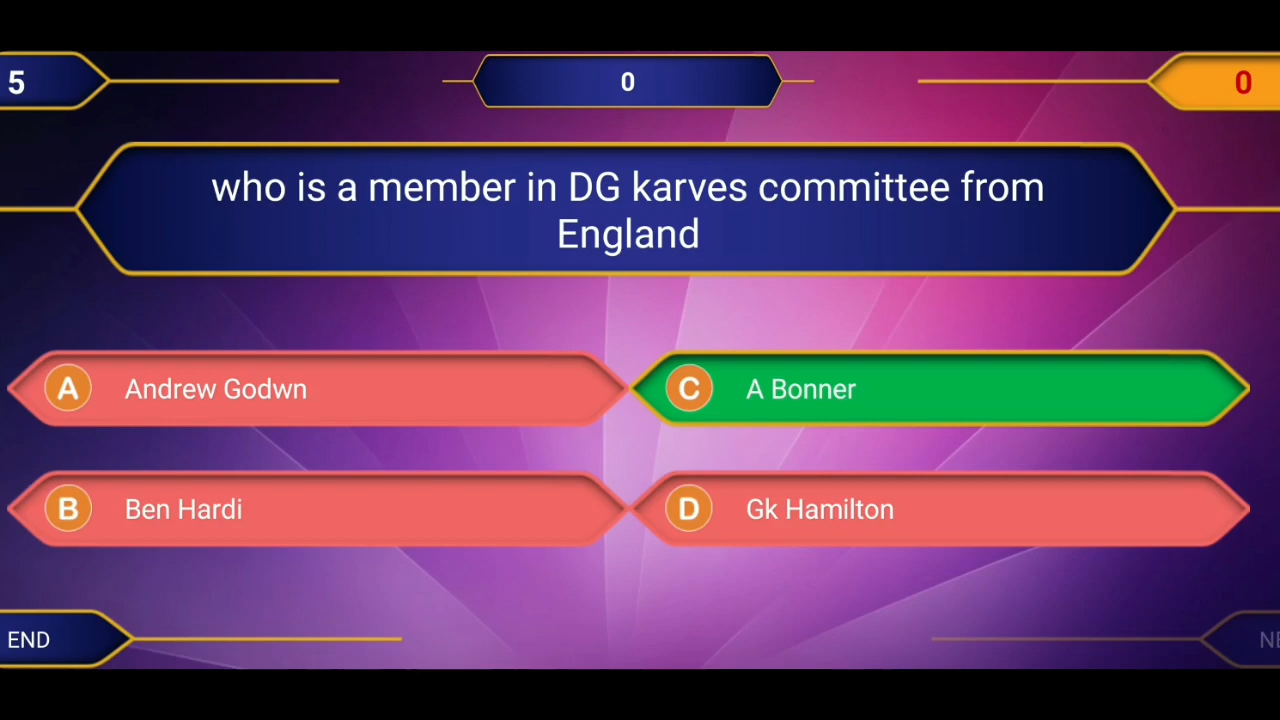 5
0
0
who is a member in DG karves committee from
England
A Andrew Godwn
C A Bonner
B Ben Hardi
D Gk Hamilton
END